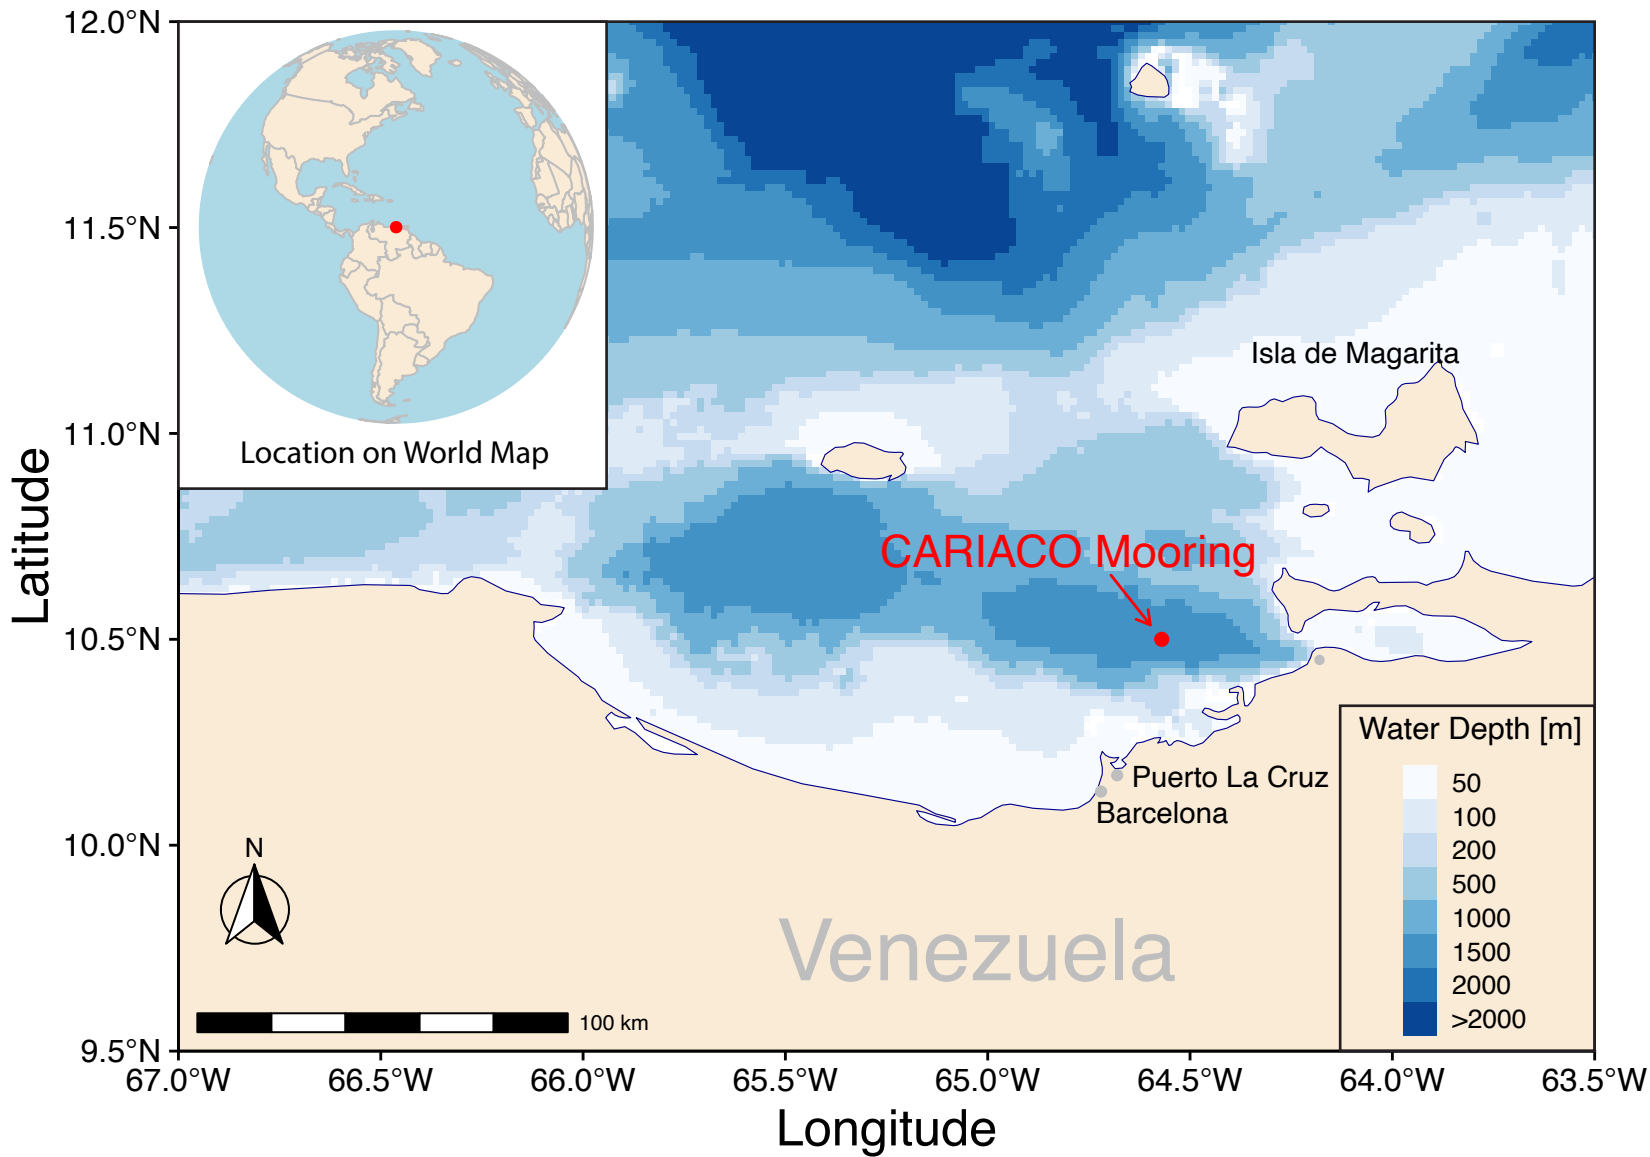 12.0°N
11.5°N
11.0°N
10.5°N
10.0°N
9.5°N
Latitude
Location on World Map
Isla de Magarita
CARIACO Mooring
Puerto La Cruz
Barcelona
Venezuela
N
100 km
Water Depth [m]
50
100
200
500
1000
1500
2000
>2000
67.0°W
66.5°W
66.0°W
65.5°W
65.0°W
64.5°W
64.0°W
63.5°W
Longitude